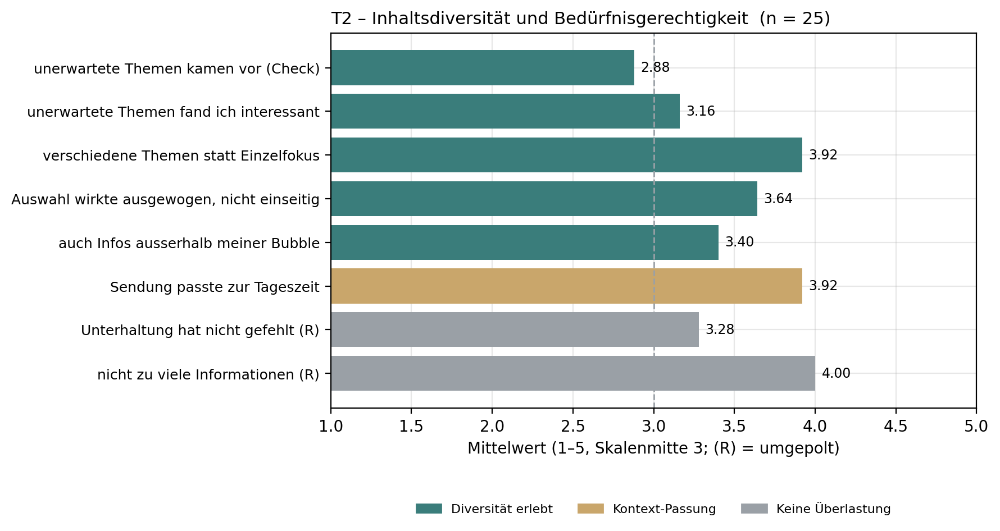 T2 – Inhaltsdiversität und Bedürfnisgerechtigkeit (n = 25)
unerwartete Themen kamen vor (Check) 2.88
unerwartete Themen fand ich interessant 3.16
verschiedene Themen statt Einzelfokus 3.92
Auswahl wirkte ausgewogen, nicht einseitig 3.64
auch Infos ausserhalb meiner Bubble 3.40
Sendung passte zur Tageszeit 3.92
Unterhaltung hat nicht gefehlt (R) 3.28
nicht zu viele Informationen (R) 4.00
1.0 1.5 2.0 2.5 3.0 3.5 4.0 4.5 5.0
Mittelwert (1–5, Skalenmitte 3; (R) = umgepolt)
Diversität erlebt Kontext-Passung Keine Überlastung